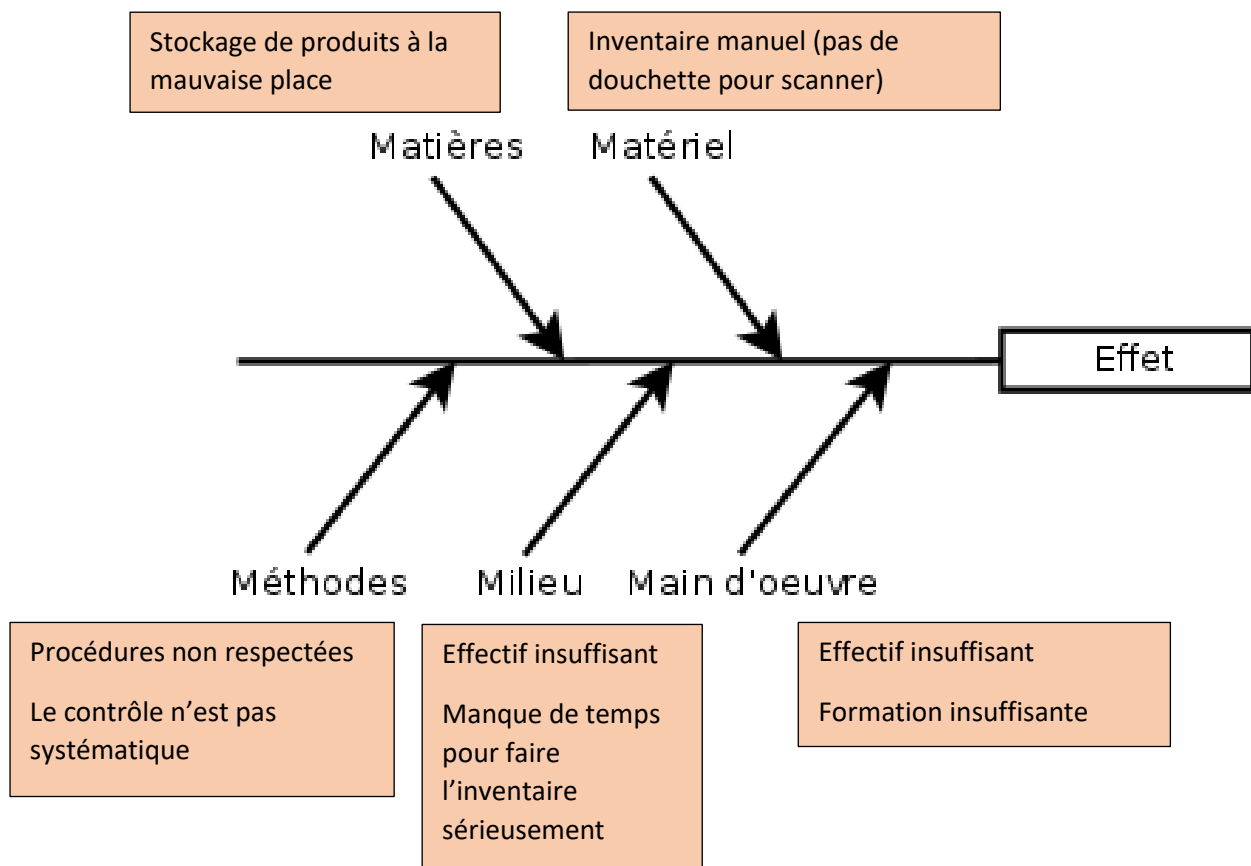 Stockage de produits à la
mauvaise place
Inventaire manuel (pas de
douchette pour scanner)
Matières
Matériel
Effet
Méthodes
Milieu
Main d'oeuvre
Procédures non respectées
Le contrôle n’est pas
systématique
Effectif insuffisant
Manque de temps
pour faire
l’inventaire
sérieusement
Effectif insuffisant
Formation insuffisante